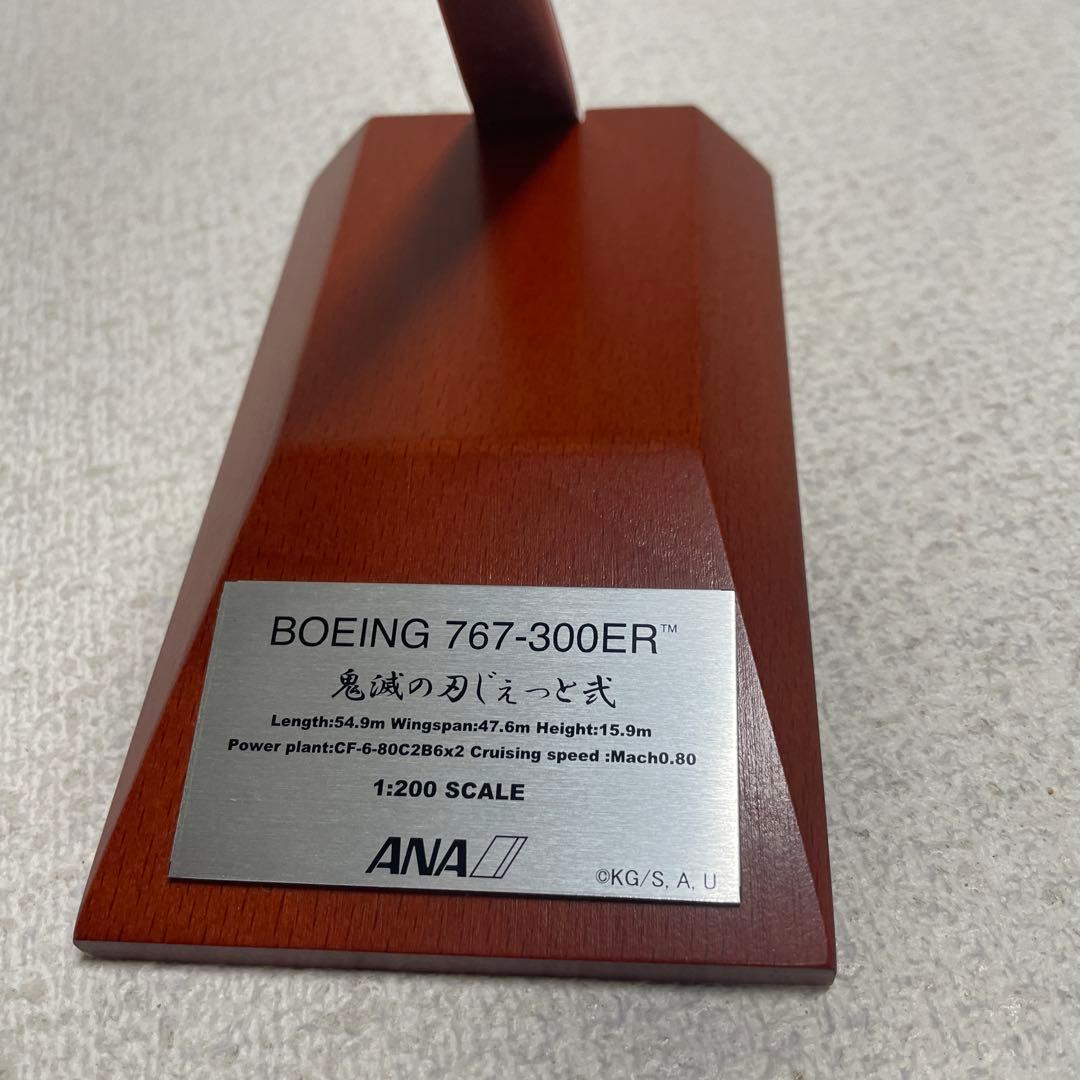 BOEING 767-300ER™
鬼滅の刃じぇっと弐
Length:54.9m Wingspan:47.6m Height:15.9m
Power plant:CF-6-80C2B6x2 Cruising speed :Mach0.80
1:200 SCALE
ANA
©KG/S, A, U